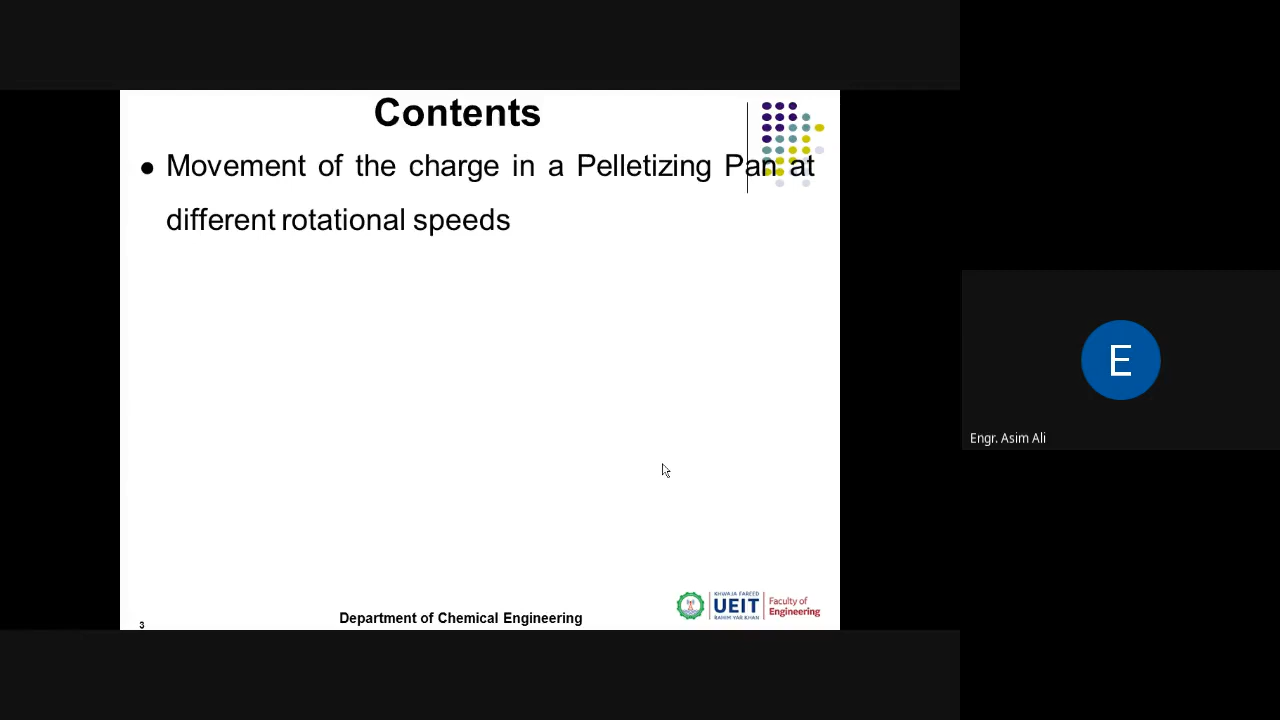 Contents
● Movement of the charge in a Pelletizing Pan at
different rotational speeds
E
Engr. Asim Ali
3
Department of Chemical Engineering
KHWAJA FAREED
UEIT
RAHIM YAR KHAN
Faculty of
Engineering